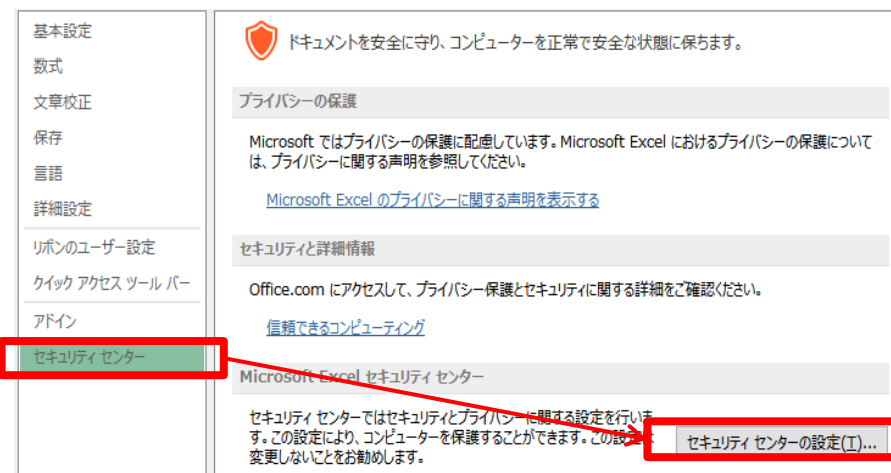 基本設定
数式
文章校正
保存
言語
詳細設定
リボンのユーザー設定
クイック アクセス ツール バー
アドイン
セキュリティ センター
ドキュメントを安全に守り、コンピューターを正常で安全な状態に保ちます。
プライバシーの保護
Microsoft ではプライバシーの保護に配慮しています。Microsoft Excel におけるプライバシーの保護について
は、プライバシーに関する声明を参照してください。
Microsoft Excel のプライバシーに関する声明を表示する
セキュリティと詳細情報
Office.com にアクセスして、プライバシー保護とセキュリティに関する詳細をご確認ください。
信頼できるコンピューティング
Microsoft Excel セキュリティ センター
セキュリティ センターではセキュリティとプライバシーに関する設定を行いま
す。この設定により、コンピューターを保護することができます。この設定は
変更しないことをお勧めします。
セキュリティ センターの設定(T)...